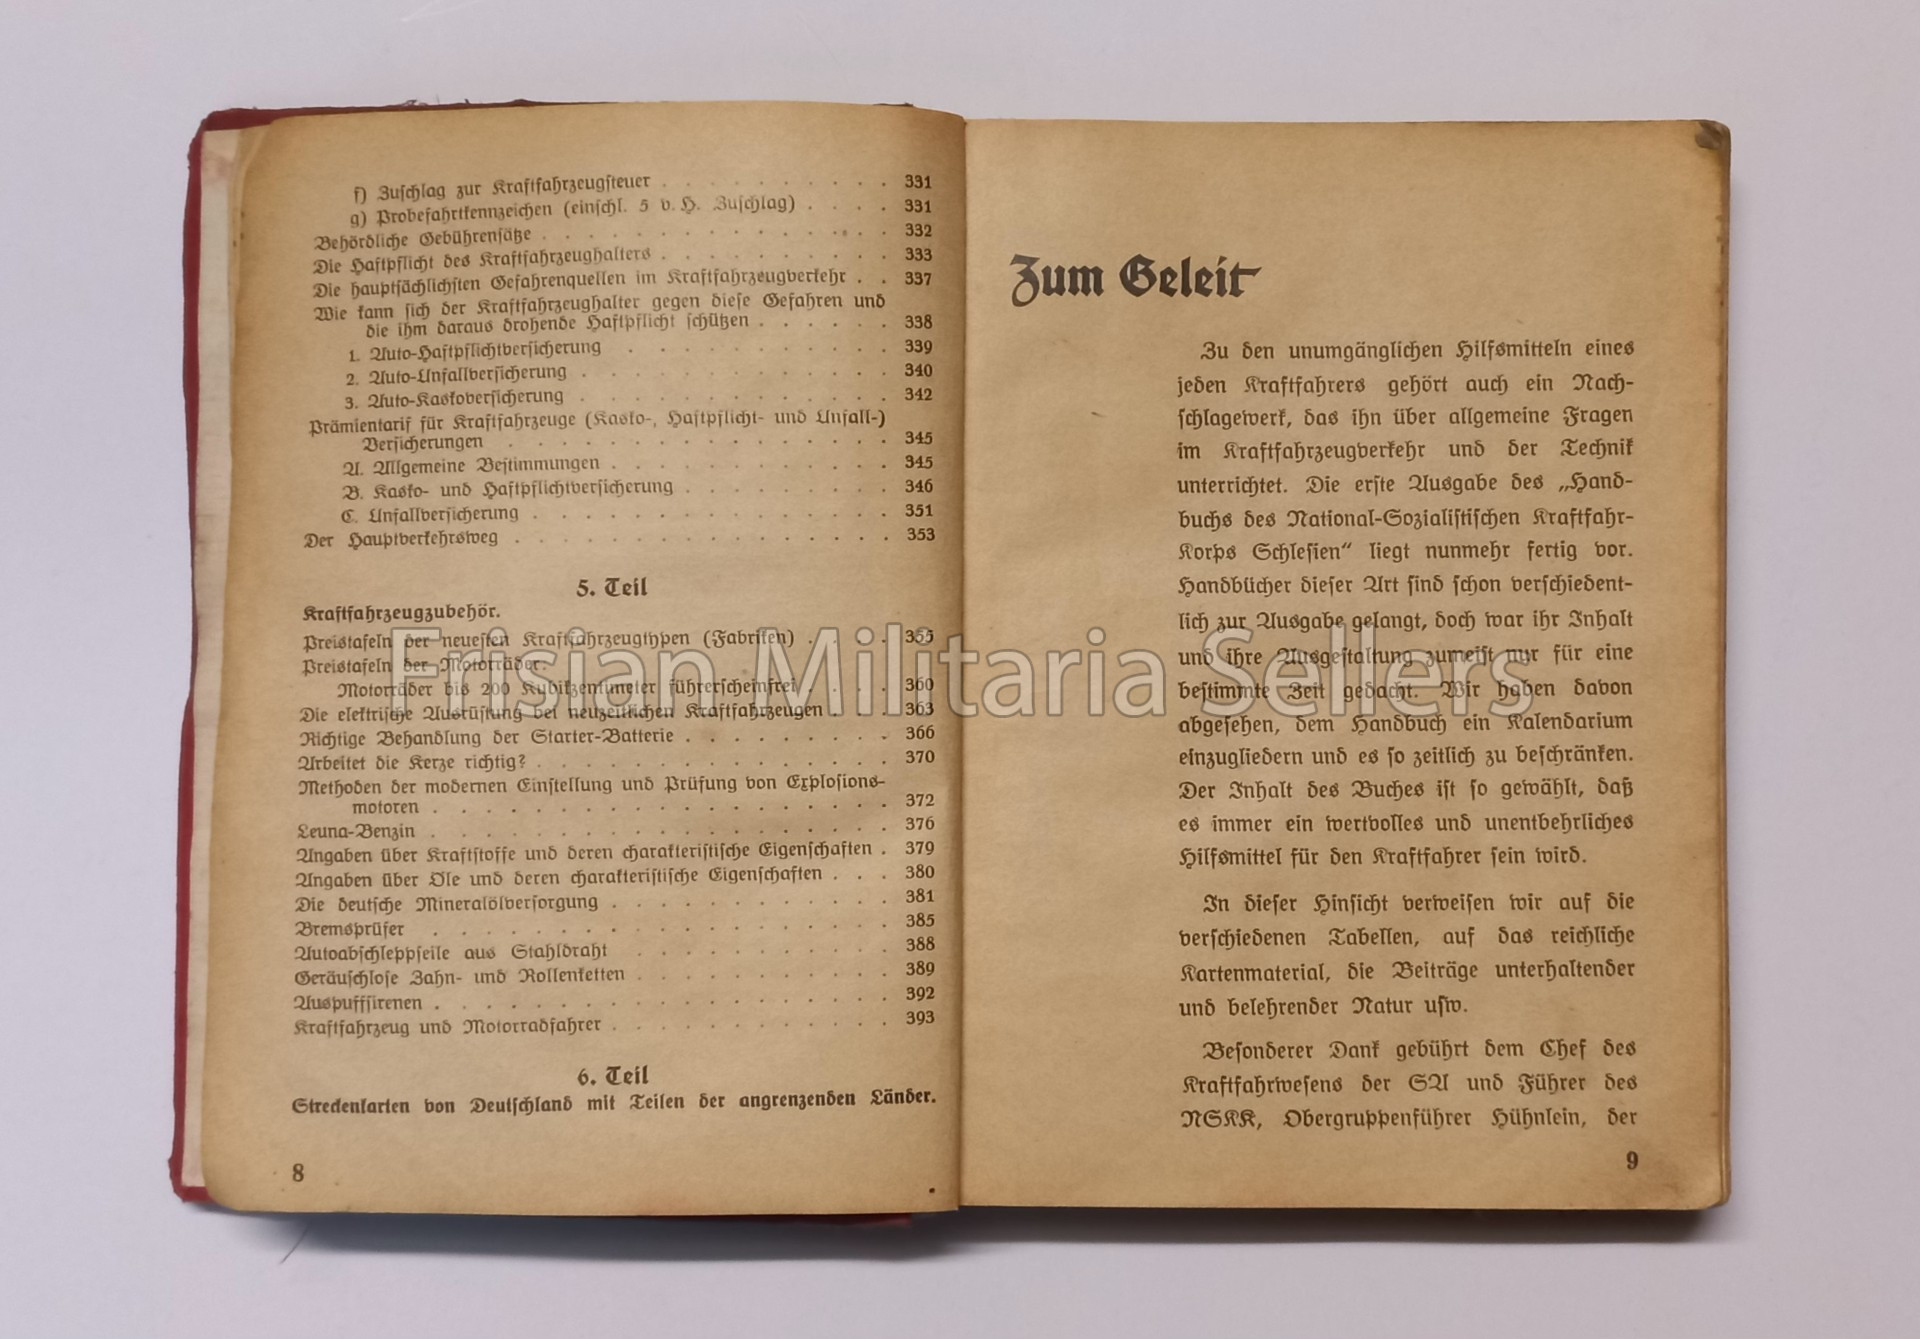 f) Zuschlag zur Kraftfahrzeugsteuer . . . . . . . . . . 331
g) Probefahrtkennzeichen (einschl. 5 v. H. Zuschlag) . . . . 331
Behördliche Gebührensätze . . . . . . . . . . . . . . . 332
Die Haftpflicht des Kraftfahrzeughalters . . . . . . . . . . 333
Die hauptsächlichsten Gefahrenquellen im Kraftfahrzeugverkehr . . 337
Wie kann sich der Kraftfahrzeughalter gegen diese Gefahren und
die ihm daraus drohende Haftpflicht schützen . . . . . . 338
1. Auto-Haftpflichtversicherung . . . . . . . . . . . 339
2. Auto-Unfallversicherung . . . . . . . . . . . . . 340
3. Auto-Kaskoversicherung . . . . . . . . . . . . . 342
Prämientarif für Kraftfahrzeuge (Kasko-, Haftpflicht- und Unfall-)
Versicherungen . . . . . . . . . . . . . . . . 345
A. Allgemeine Bestimmungen . . . . . . . . . . . . 345
B. Kasko- und Haftpflichtversicherung . . . . . . . . . 346
C. Unfallversicherung . . . . . . . . . . . . . . . 351
Der Hauptverkehrsweg . . . . . . . . . . . . . . . . 353
5. Teil
Kraftfahrzeugzubehör.
Preistafeln der neuesten Kraftfahrzeugtypen (Fabriken) . . . . 355
Preistafeln der Motorräder:
Motorräder bis 200 Kubikzentimeter führerscheinfrei . . . . 360
Die elektrische Ausrüstung bei neuzeitlichen Kraftfahrzeugen . . . 363
Richtige Behandlung der Starter-Batterie . . . . . . . . . 366
Arbeitet die Kerze richtig? . . . . . . . . . . . . . . . 370
Methoden der modernen Einstellung und Prüfung von Explosions-
motoren . . . . . . . . . . . . . . . . . . . 372
Leuna-Benzin . . . . . . . . . . . . . . . . . . 376
Angaben über Kraftstoffe und deren charakteristische Eigenschaften . 379
Angaben über Öle und deren charakteristische Eigenschaften . . . 380
Die deutsche Mineralölversorgung . . . . . . . . . . . . 381
Bremsprüfer . . . . . . . . . . . . . . . . . . 385
Autoabschleppseile aus Stahldraht . . . . . . . . . . . 388
Geräuschlose Zahn- und Rollenketten . . . . . . . . . . . 389
Auspuffsirenen . . . . . . . . . . . . . . . . . . . 392
Kraftfahrzeug und Motorradfahrer . . . . . . . . . . . . 393
6. Teil
Streckenkarten von Deutschland mit Teilen der angrenzenden Länder.
8
Zum Geleit
Zu den unumgänglichen Hilfsmitteln eines
jeden Kraftfahrers gehört auch ein Nach-
schlagewerk, das ihn über allgemeine Fragen
im Kraftfahrzeugverkehr und der Technik
unterrichtet. Die erste Ausgabe des „Hand-
buchs des National-Sozialistischen Kraftfahr-
Korps Schlesien“ liegt nunmehr fertig vor.
Handbücher dieser Art sind schon verschiedent-
lich zur Ausgabe gelangt, doch war ihr Inhalt
und ihre Ausgestaltung zumeist nur für eine
bestimmte Zeit gedacht. Wir haben davon
abgesehen, dem Handbuch ein Kalendarium
einzugliedern und es so zeitlich zu beschränken.
Der Inhalt des Buches ist so gewählt, daß
es immer ein wertvolles und unentbehrliches
Hilfsmittel für den Kraftfahrer sein wird.
In dieser Hinsicht verweisen wir auf die
verschiedenen Tabellen, auf das reichliche
Kartenmaterial, die Beiträge unterhaltender
und belehrender Natur usw.
Besonderer Dank gebührt dem Chef des
Kraftfahrwesens der SA und Führer des
NSKK, Obergruppenführer Hühnlein, der
9
Frisian Militaria Sellers